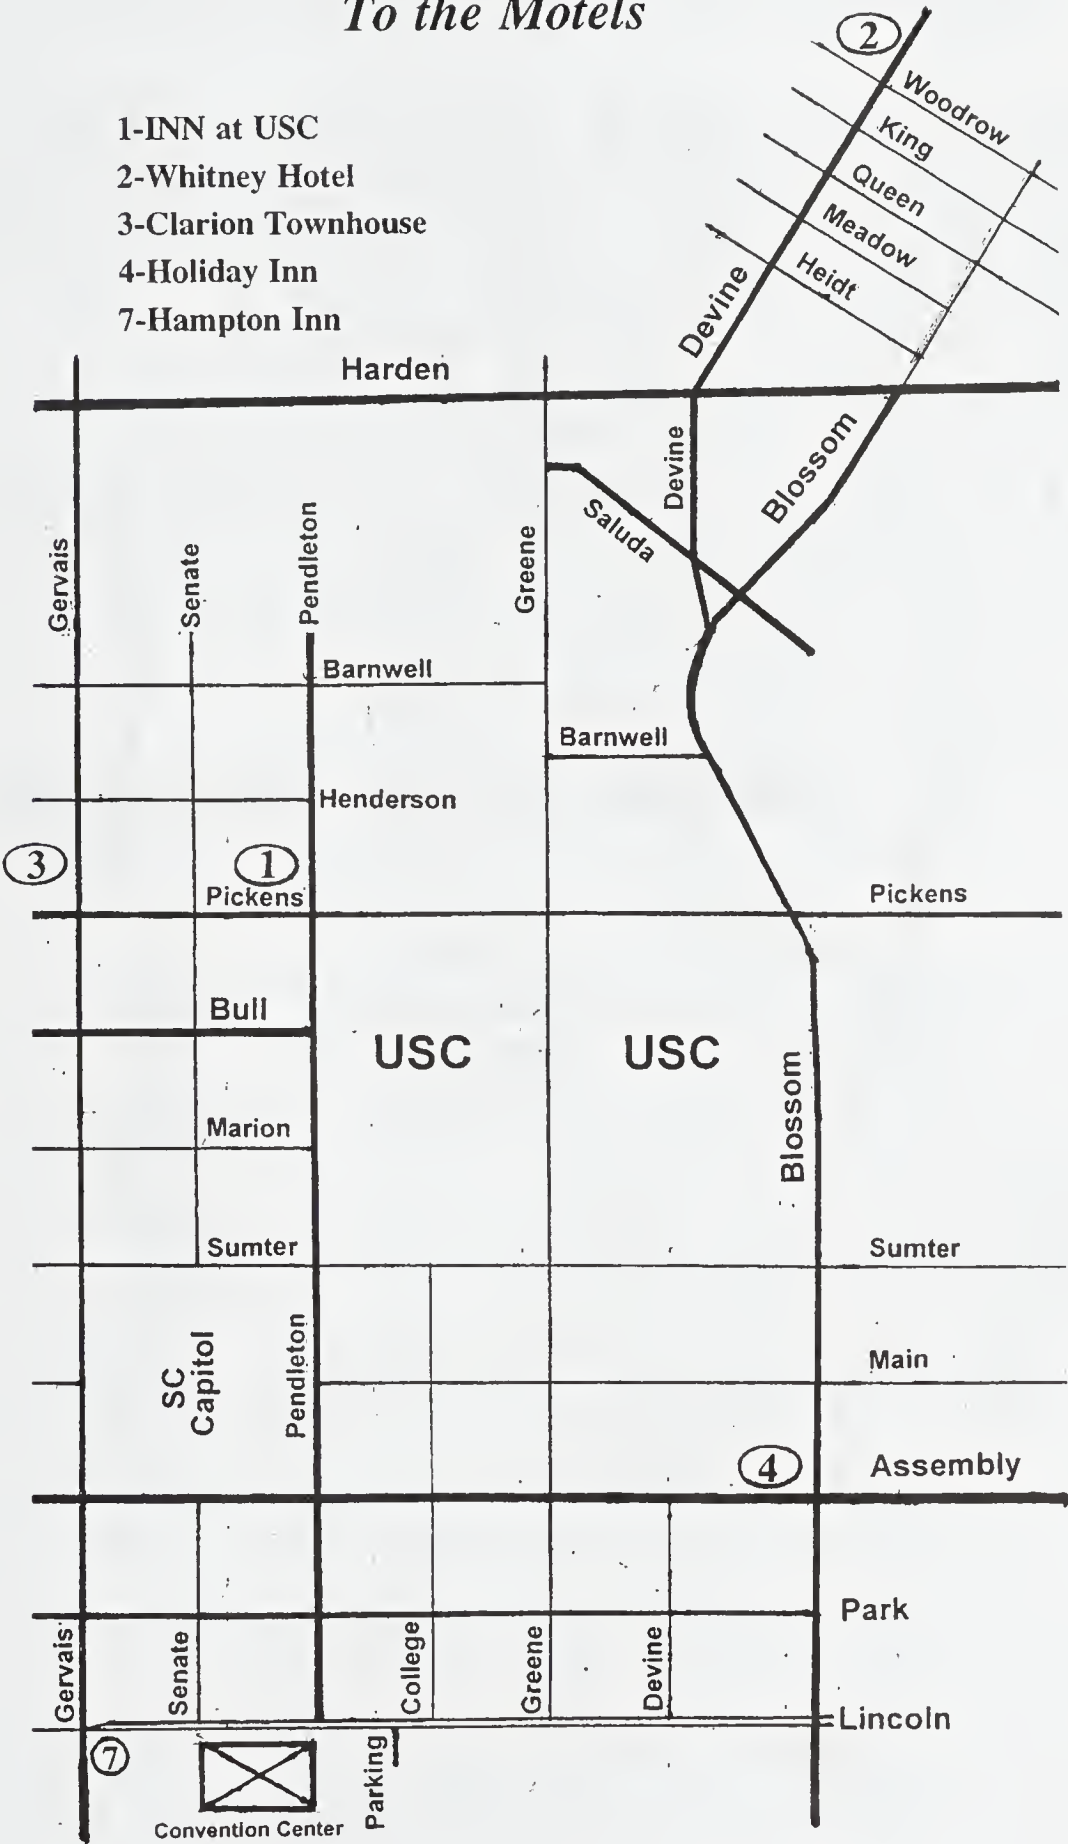 To the Motels
2
1-INN at USC
2-Whitney Hotel
3-Clarion Townhouse
4-Holiday Inn
7-Hampton Inn
Woodrow
King
Queen
Meadow
Heidt
Devine
Harden
Blossom
Devine
Saluda
Gervais
Senate
Pendleton
Greene
Barnwell
Barnwell
Henderson
3
1
Pickens
Pickens
Bull
USC
USC
Marion
Blossom
Sumter
Sumter
SC
Capitol
Pendleton
Main
4
Assembly
Park
Gervais
Senate
College
Greene
Devine
Lincoln
7
Parking
Convention Center